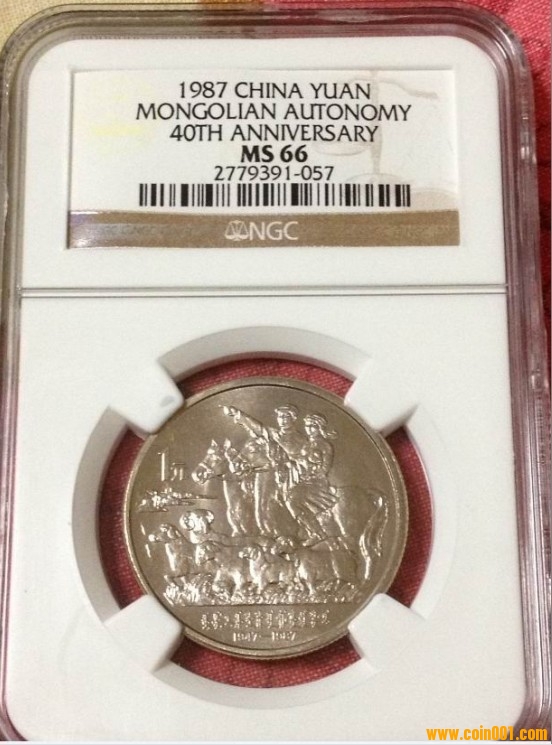 1987 CHINA YUAN
MONGOLIAN AUTONOMY
40TH ANNIVERSARY
MS 66
2779391-057
NGC
1元
1947-1987
www.coin001.com